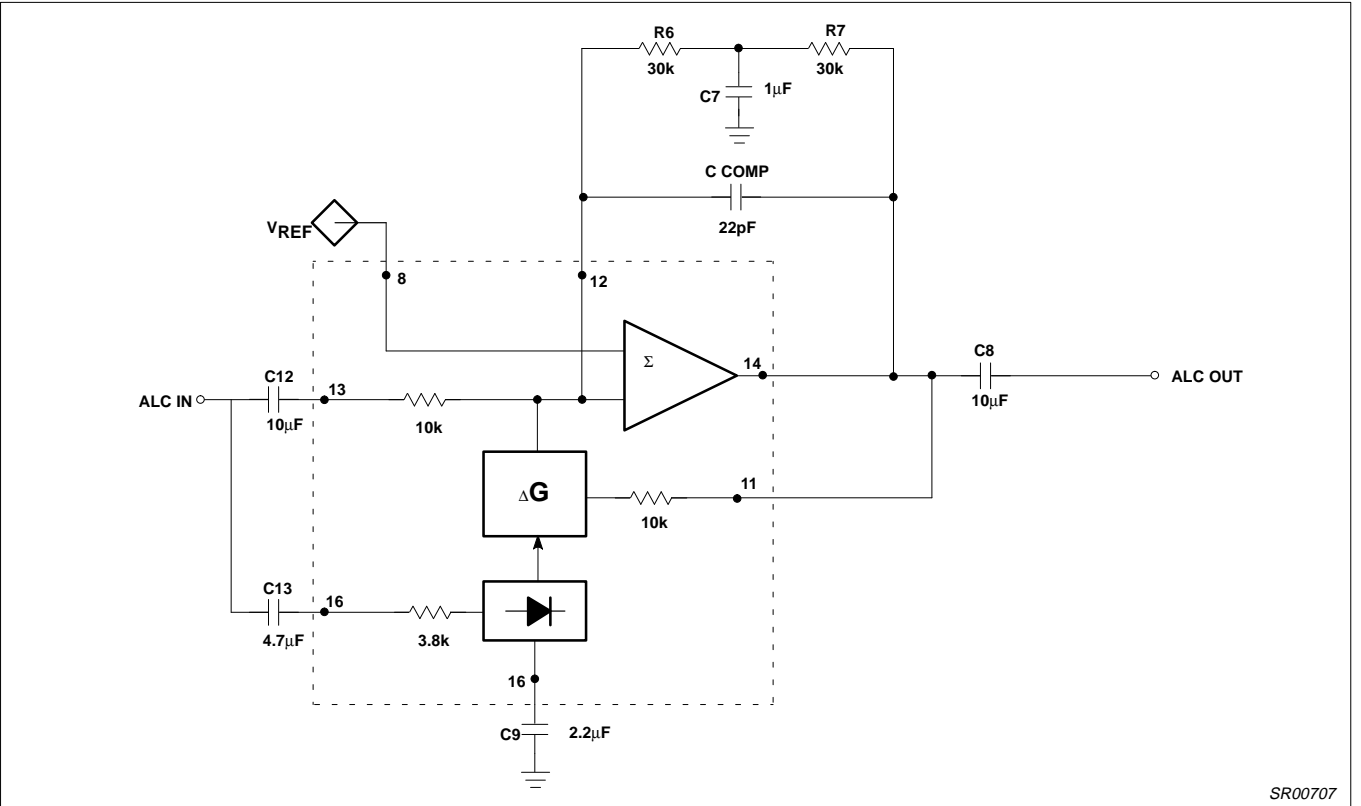 R6
R7
30k
30k
C7
1µF
C COMP
22pF
VREF
8
12
Σ
14
C8
10µF
ALC OUT
C12
13
ALC IN
10µF
10k
ΔG
11
10k
C13
16
4.7µF
3.8k
16
C9
2.2µF
SR00707